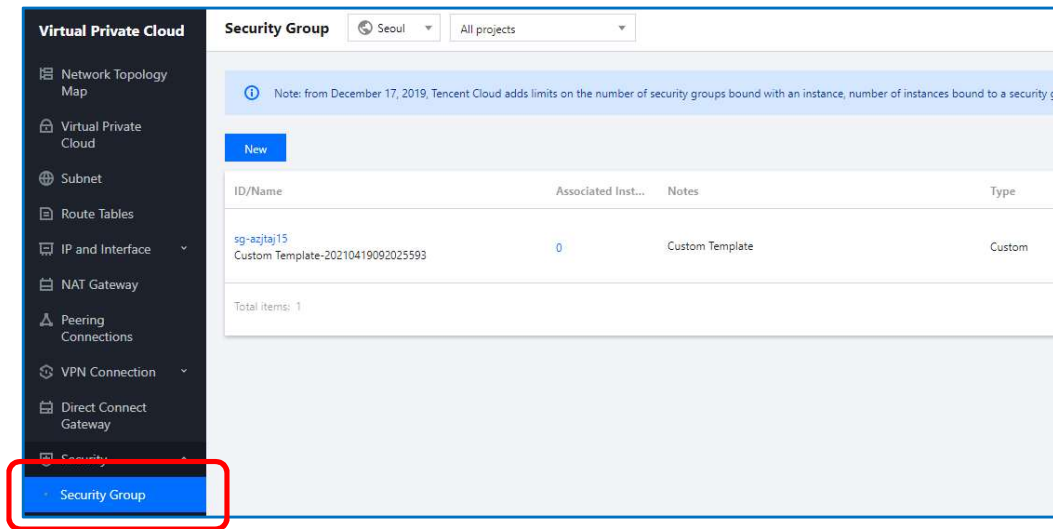 Virtual Private Cloud
Network Topology
Map
Virtual Private
Cloud
Subnet
Route Tables
IP and Interface
NAT Gateway
Peering
Connections
VPN Connection
Direct Connect
Gateway
Security
Security Group
Security Group
Seoul
All projects
Note: from December 17, 2019, Tencent Cloud adds limits on the number of security groups bound with an instance, number of instances bound to a security
New
ID/Name Associated Inst... Notes Type
sg-azjtaj15
Custom Template-20210419092025593
0 Custom Template Custom
Total items: 1